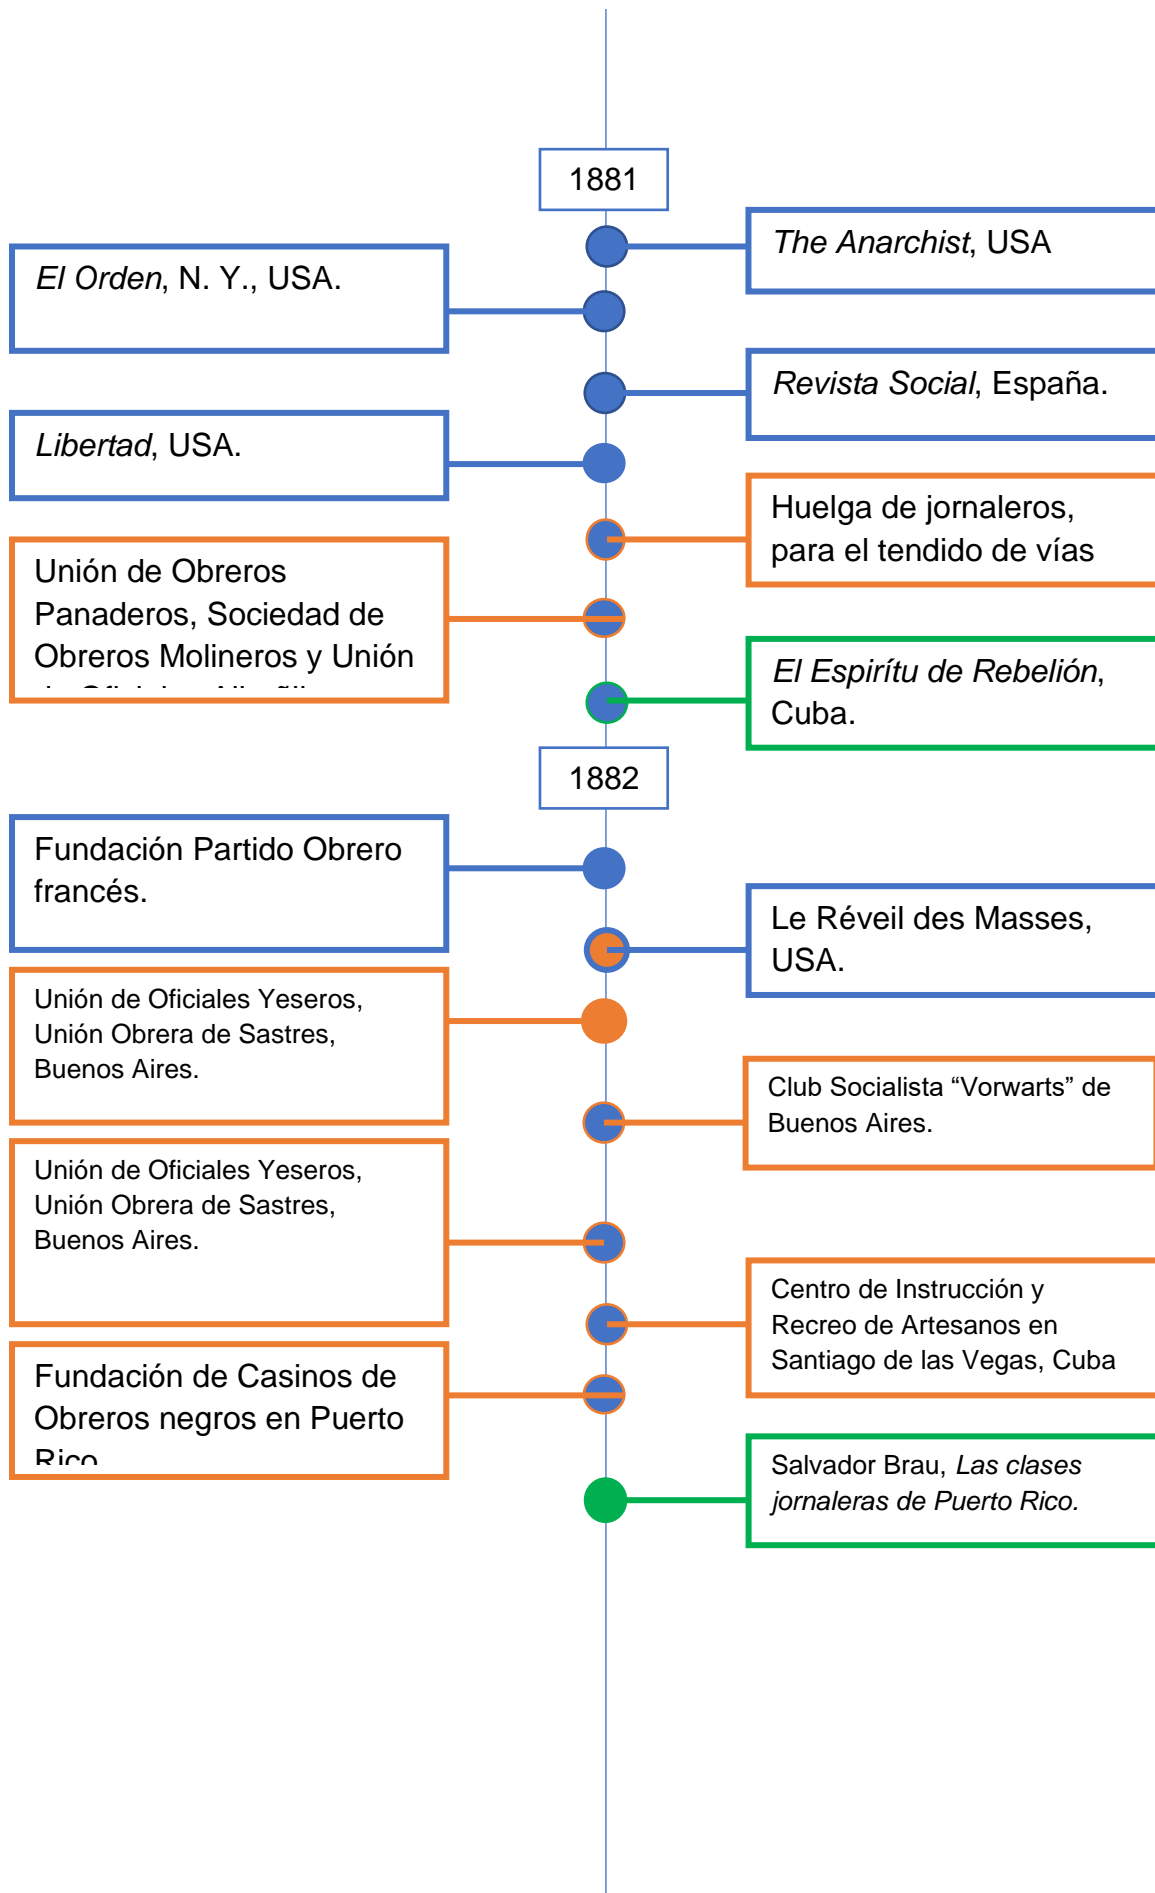 1881
The Anarchist, USA
El Orden, N. Y., USA.
Revista Social, España.
Libertad, USA.
Huelga de jornaleros,
para el tendido de vías
Unión de Obreros
Panaderos, Sociedad de
Obreros Molineros y Unión
El Espirítu de Rebelión,
Cuba.
1882
Fundación Partido Obrero
francés.
Le Réveil des Masses,
USA.
Unión de Oficiales Yeseros,
Unión Obrera de Sastres,
Buenos Aires.
Club Socialista “Vorwarts” de
Buenos Aires.
Unión de Oficiales Yeseros,
Unión Obrera de Sastres,
Buenos Aires.
Centro de Instrucción y
Recreo de Artesanos en
Santiago de las Vegas, Cuba
Fundación de Casinos de
Obreros negros en Puerto
Rico
Salvador Brau, Las clases
jornaleras de Puerto Rico.